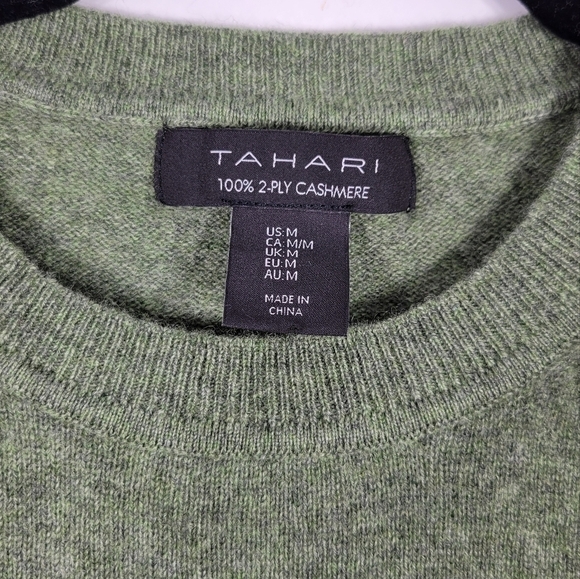 TAHARI
100% 2-PLY CASHMERE
US:M
CA:M/M
UK:M
EU:M
AU:M
MADE IN
CHINA